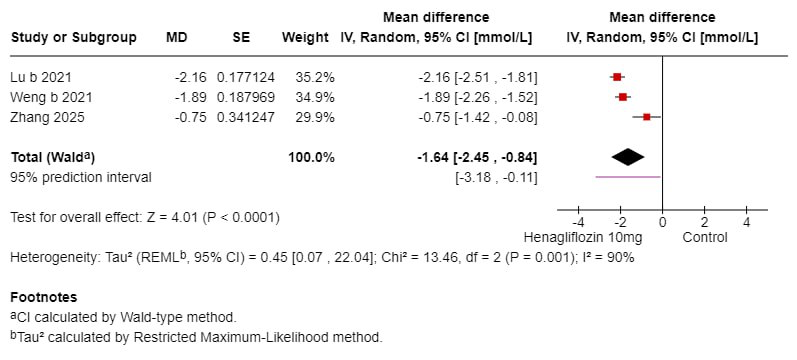 Mean difference Mean difference
Study or Subgroup MD SE Weight IV, Random, 95% CI [mmol/L] IV, Random, 95% CI [mmol/L]
Lu b 2021 -2.16 0.177124 35.2% -2.16 [-2.51 , -1.81]
Weng b 2021 -1.89 0.187969 34.9% -1.89 [-2.26 , -1.52]
Zhang 2025 -0.75 0.341247 29.9% -0.75 [-1.42 , -0.08]
Total (Waldᵃ) 100.0% -1.64 [-2.45 , -0.84]
95% prediction interval [-3.18 , -0.11]
Test for overall effect: Z = 4.01 (P < 0.0001)
-4 -2 0 2 4
Henagliflozin 10mg Control
Heterogeneity: Tau² (REMLᵇ, 95% CI) = 0.45 [0.07 , 22.04]; Chi² = 13.46, df = 2 (P = 0.001); I² = 90%
Footnotes
ᵃCI calculated by Wald-type method.
ᵇTau² calculated by Restricted Maximum-Likelihood method.